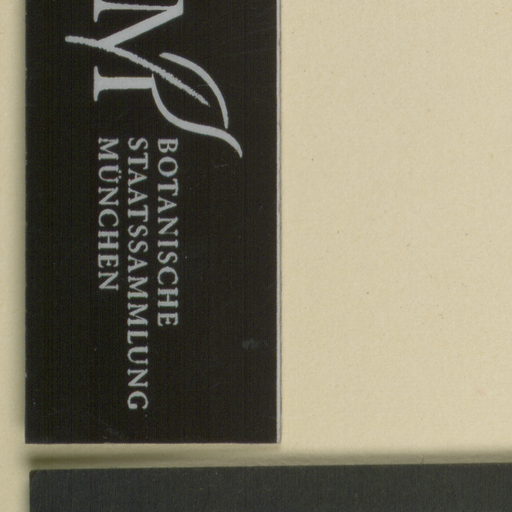 M
BOTANISCHE
STAATSSAMMLUNG
MÜNCHEN